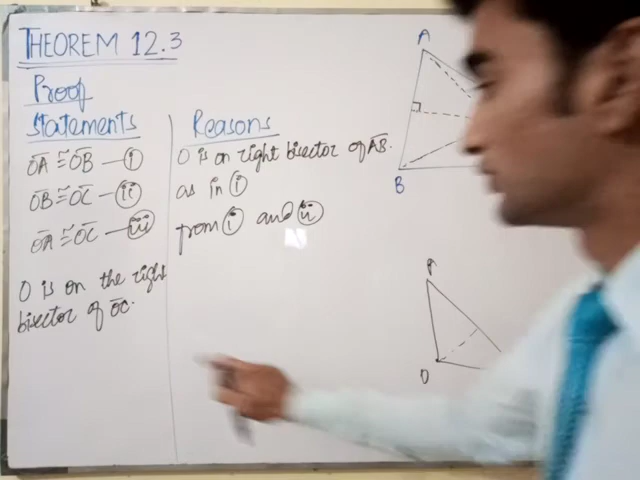 THEOREM 12.3
Proof
Statements Reasons
OA ≅ OB — (i) O is on right bisector of AB.
OB ≅ OC — (ii) as in (i)
OA ≅ OC — (iii) from (i) and (ii)
O is on the right
bisector of OC.
A
B
A
O